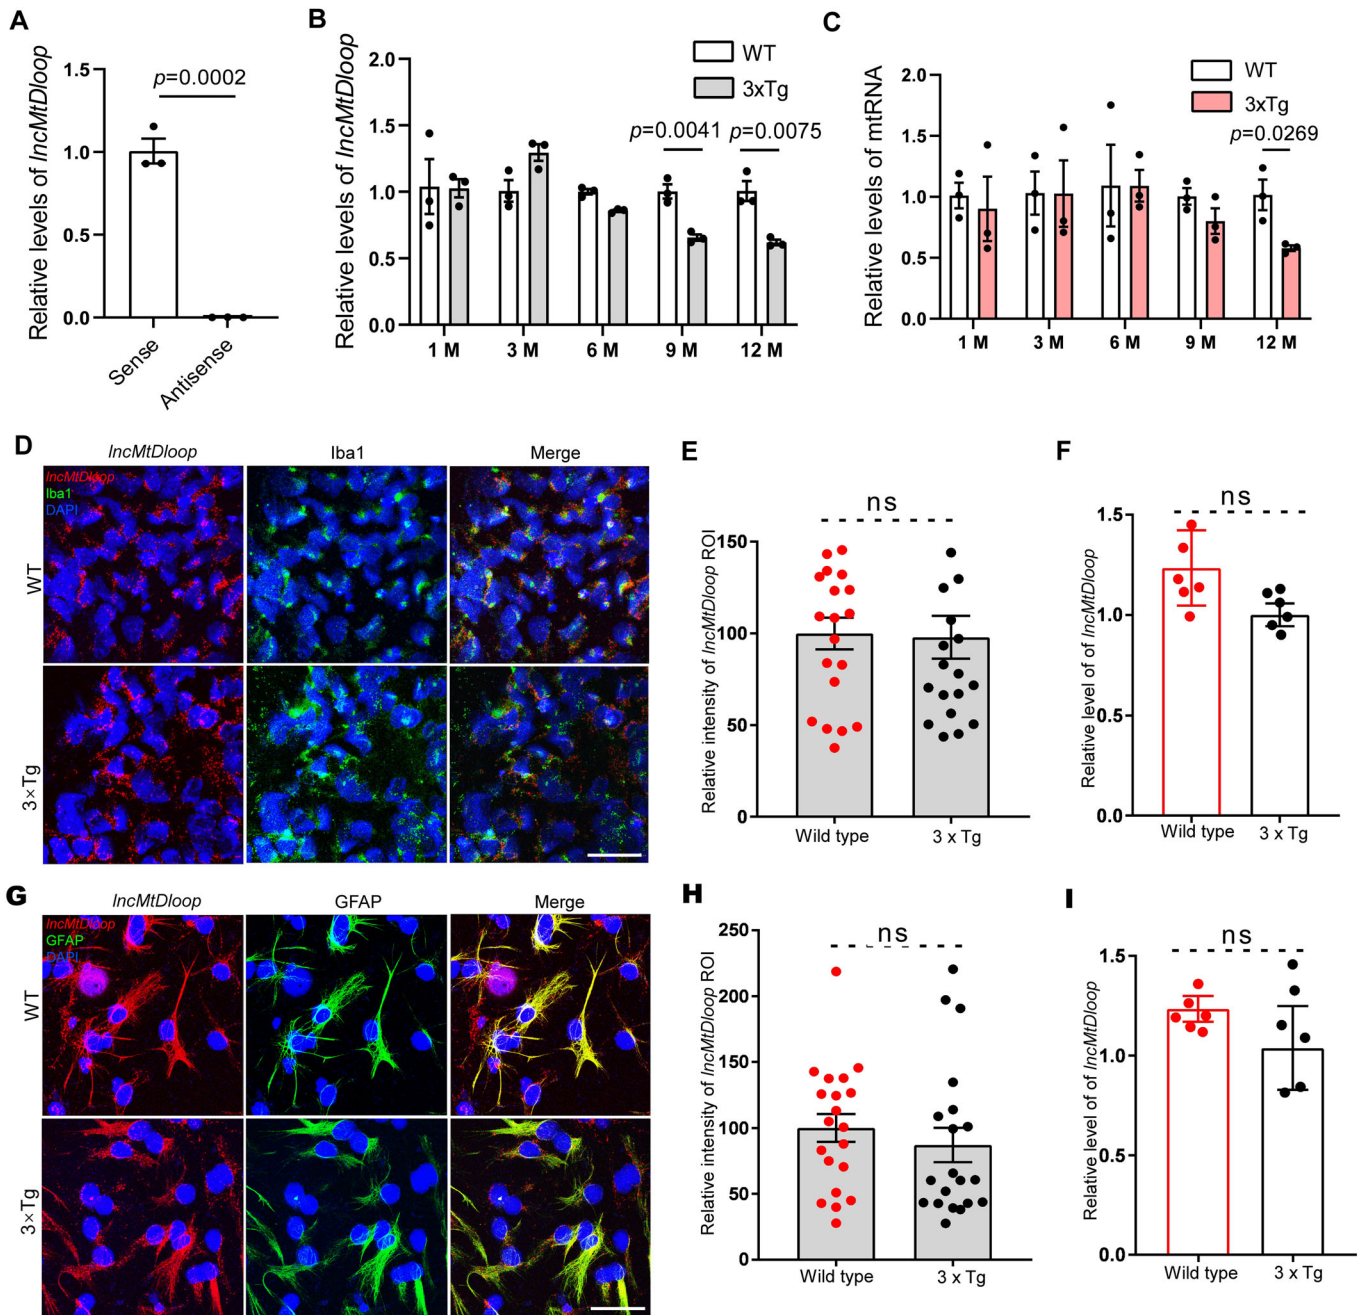 A
Relative levels of lncMtDloop
1.5
1.0
0.5
0.0
p=0.0002
Sense
Antisense
B
Relative levels of lncMtDloop
2.0
1.5
1.0
0.5
0.0
WT
3xTg
p=0.0041
p=0.0075
1 M
3 M
6 M
9 M
12 M
C
Relative levels of mtRNA
2.0
1.5
1.0
0.5
0.0
WT
3xTg
p=0.0269
1 M
3 M
6 M
9 M
12 M
D
lncMtDloop
Iba1
Merge
lncMtDloop
Iba1
DAPI
WT
3×Tg
E
Relative intensity of lncMtDloop ROI
150
100
50
0
ns
Wild type
3 x Tg
F
Relative level of of lncMtDloop
1.5
1.0
0.5
0.0
ns
Wild type
3 x Tg
G
lncMtDloop
GFAP
Merge
lncMtDloop
GFAP
DAPI
WT
3×Tg
H
Relative intensity of lncMtDloop ROI
250
200
150
100
50
0
ns
Wild type
3 x Tg
I
Relative level of of lncMtDloop
1.5
1.0
0.5
0.0
ns
Wild type
3 x Tg